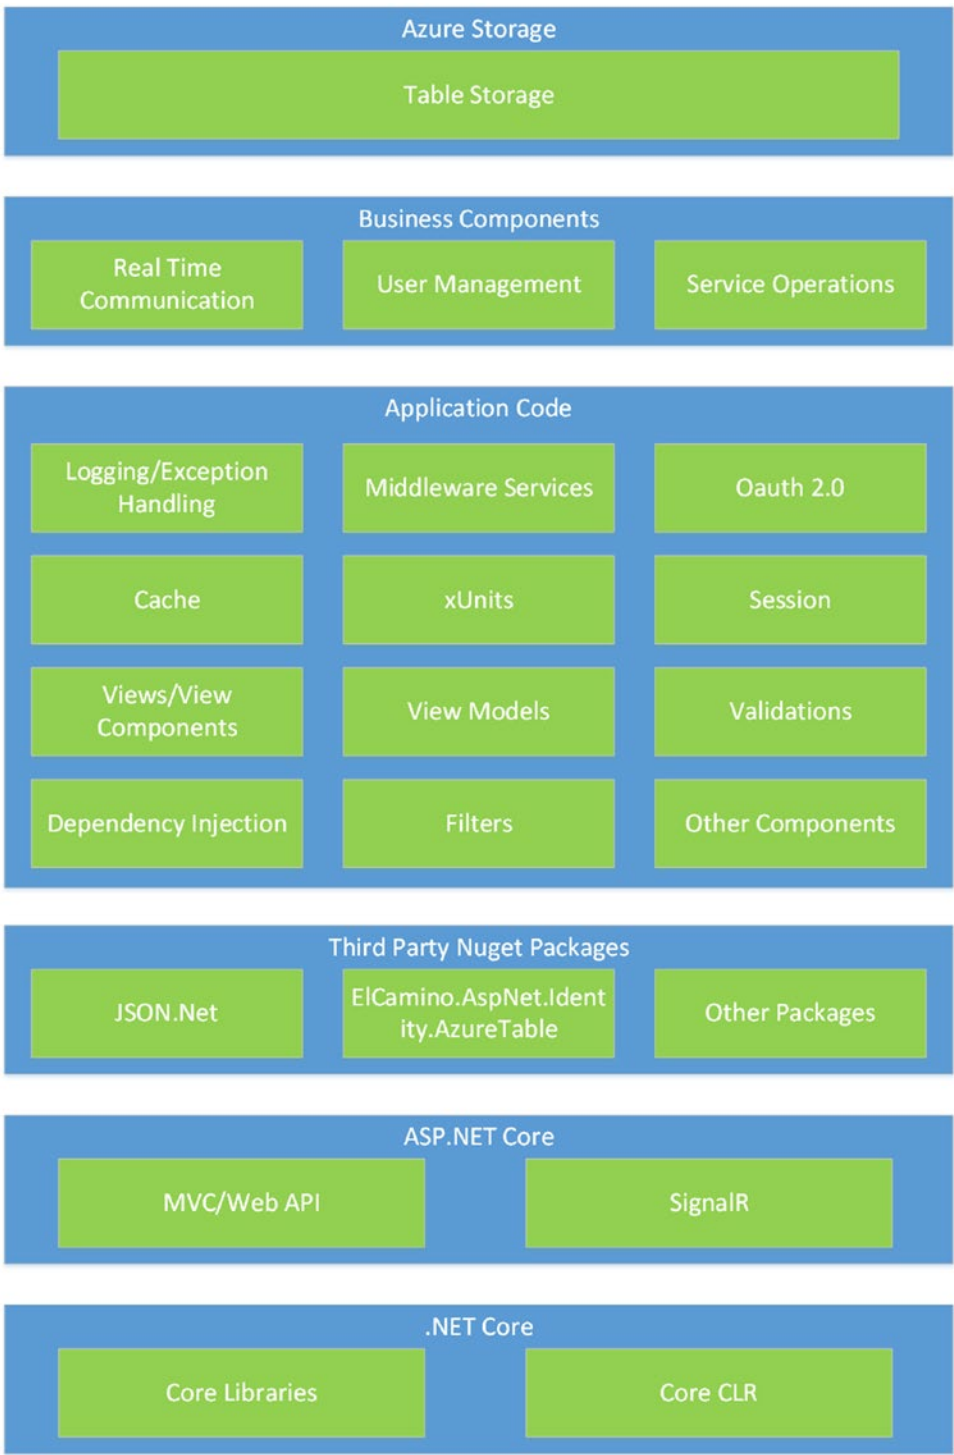 Azure Storage
Table Storage
Business Components
Real Time
Communication
User Management
Service Operations
Application Code
Logging/Exception
Handling
Middleware Services
Oauth 2.0
Cache
xUnits
Session
Views/View
Components
View Models
Validations
Dependency Injection
Filters
Other Components
Third Party Nuget Packages
JSON.Net
ElCamino.AspNet.Ident
ity.AzureTable
Other Packages
ASP.NET Core
MVC/Web API
SignalR
.NET Core
Core Libraries
Core CLR